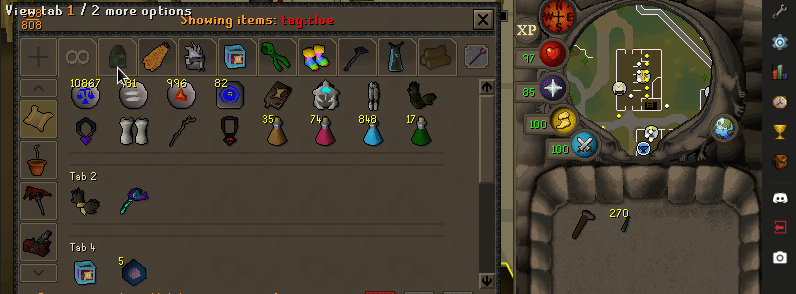 View tab 1 / 2 more options
808
Showing items: tag:clue
XP
10867
996
82
97
85
100
100
35
74
848
17
270
Tab 2
Tab 4
5